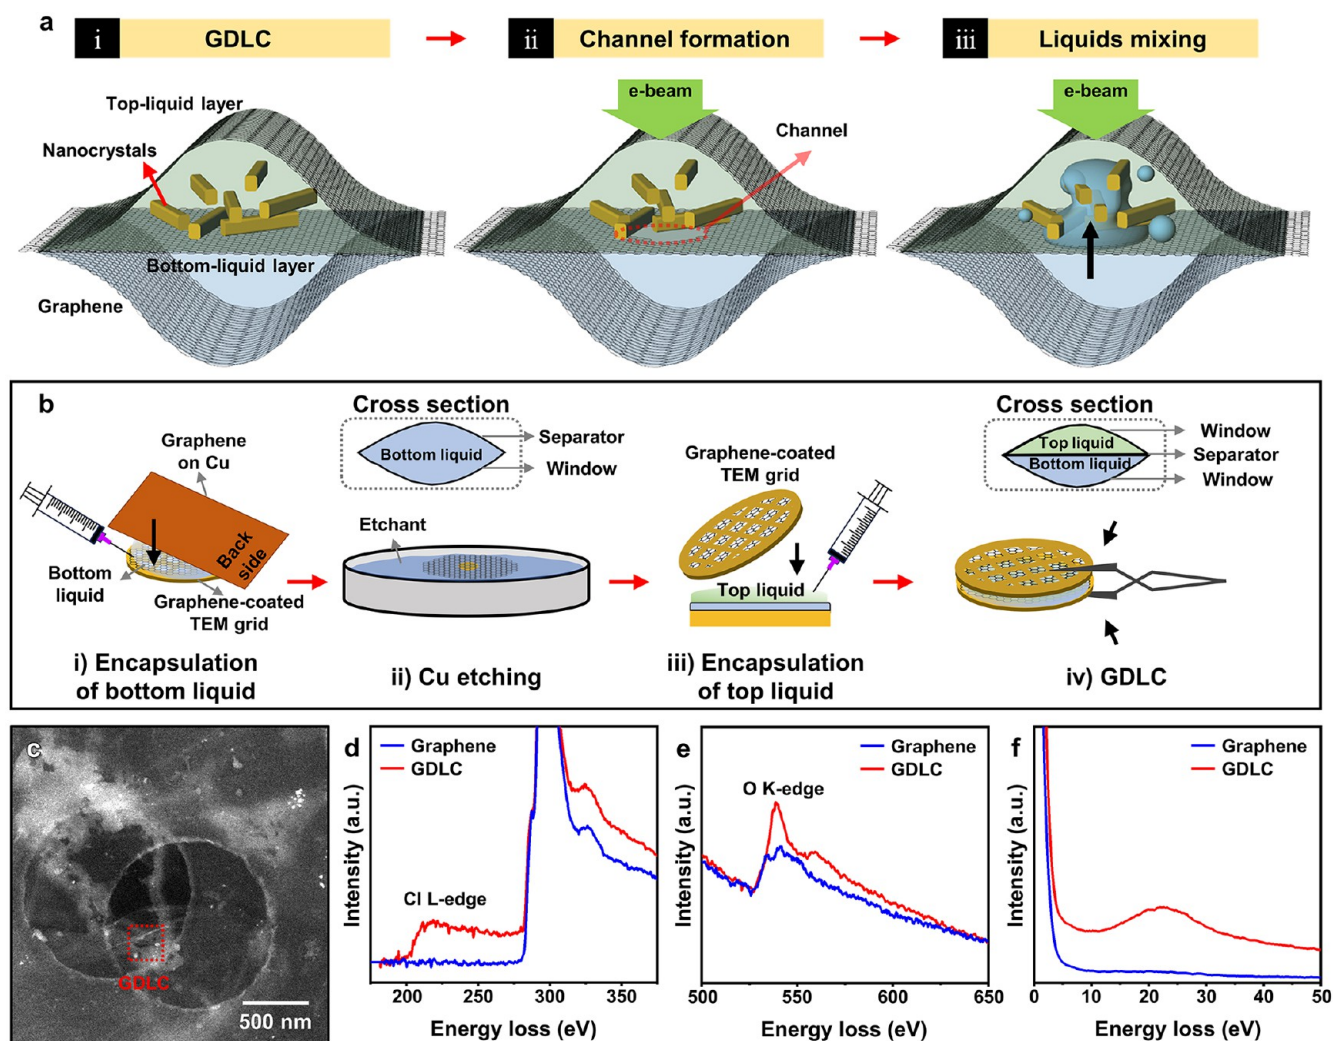 a
i GDLC
ii Channel formation
iii Liquids mixing
Top-liquid layer
Nanocrystals
Bottom-liquid layer
Graphene
e-beam
Channel
e-beam
b
Graphene
on Cu
Back
side
Bottom
liquid
Graphene-coated
TEM grid
i) Encapsulation
of bottom liquid
Cross section
Bottom liquid
Separator
Window
Etchant
ii) Cu etching
Graphene-coated
TEM grid
Top liquid
iii) Encapsulation
of top liquid
Cross section
Top liquid
Bottom liquid
Window
Separator
Window
iv) GDLC
c
GDLC
500 nm
d
Graphene
GDLC
Cl L-edge
Intensity (a.u.)
200 250 300 350
Energy loss (eV)
e
Graphene
GDLC
O K-edge
Intensity (a.u.)
500 550 600 650
Energy loss (eV)
f
Graphene
GDLC
Intensity (a.u.)
0 10 20 30 40 50
Energy loss (eV)